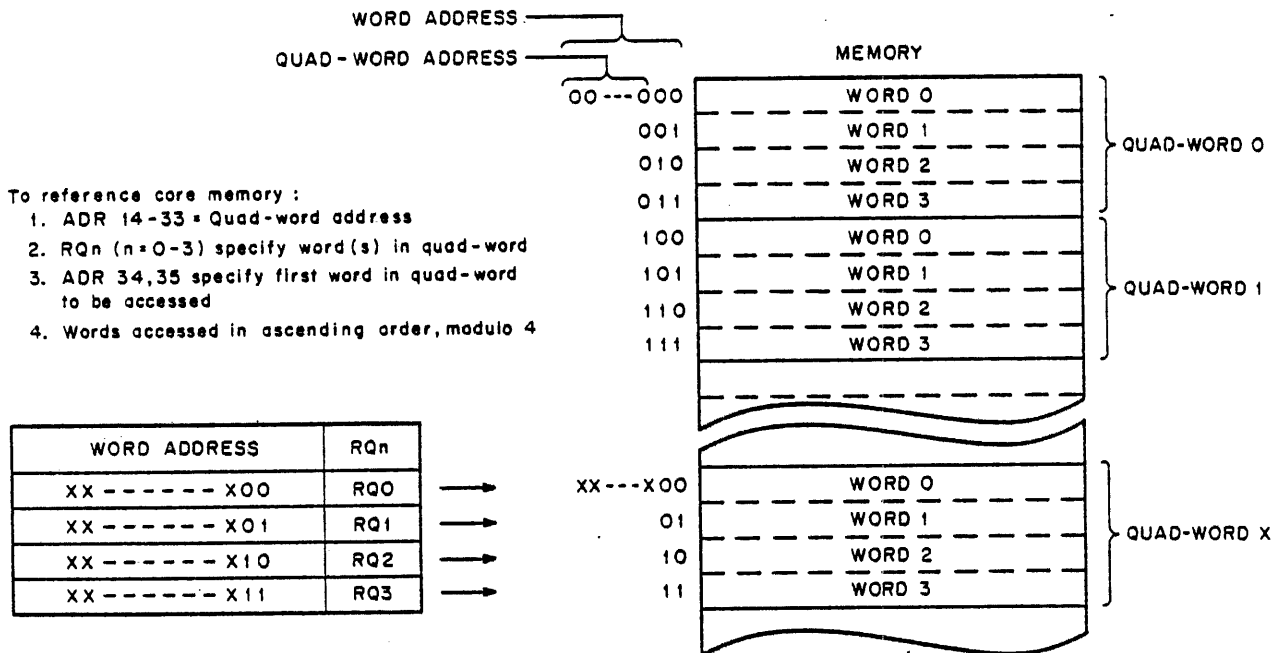 WORD ADDRESS
QUAD-WORD ADDRESS
MEMORY
00---000 WORD 0
001 WORD 1
010 WORD 2
011 WORD 3
QUAD-WORD 0
100 WORD 0
101 WORD 1
110 WORD 2
111 WORD 3
QUAD-WORD 1
To reference core memory :
1. ADR 14-33 = Quad-word address
2. RQn (n=0-3) specify word(s) in quad-word
3. ADR 34,35 specify first word in quad-word
to be accessed
4. Words accessed in ascending order, modulo 4
WORD ADDRESS RQn
XX ------ X00 RQ0
XX ------ X01 RQ1
XX ------ X10 RQ2
XX ------ X11 RQ3
XX---X00 WORD 0
01 WORD 1
10 WORD 2
11 WORD 3
QUAD-WORD X